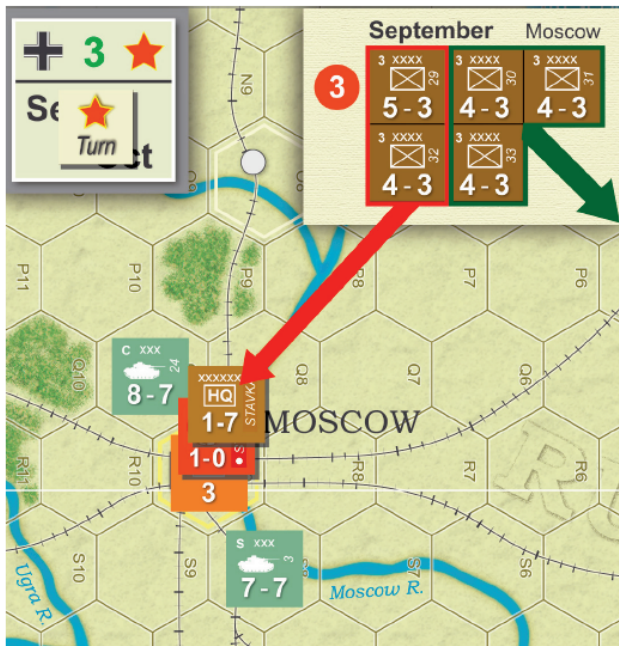 3
Se
Turn
Oct
September Moscow
3
3 XXXX 29
5 - 3
3 XXXX 30
4 - 3
3 XXXX 31
4 - 3
3 XXXX 32
4 - 3
3 XXXX 33
4 - 3
N9
P11
P10
P9
P8
P7
P6
Q10
Q8
Q7
Q6
C XXX 24
8 - 7
XXXXXX
HQ
STAVKA
1-7
MOSCOW
1-0
3
R11
R10
R8
R7
R6
S XXX 3
7 - 7
S10
S9
S7
S6
Ugra R.
Moscow R.